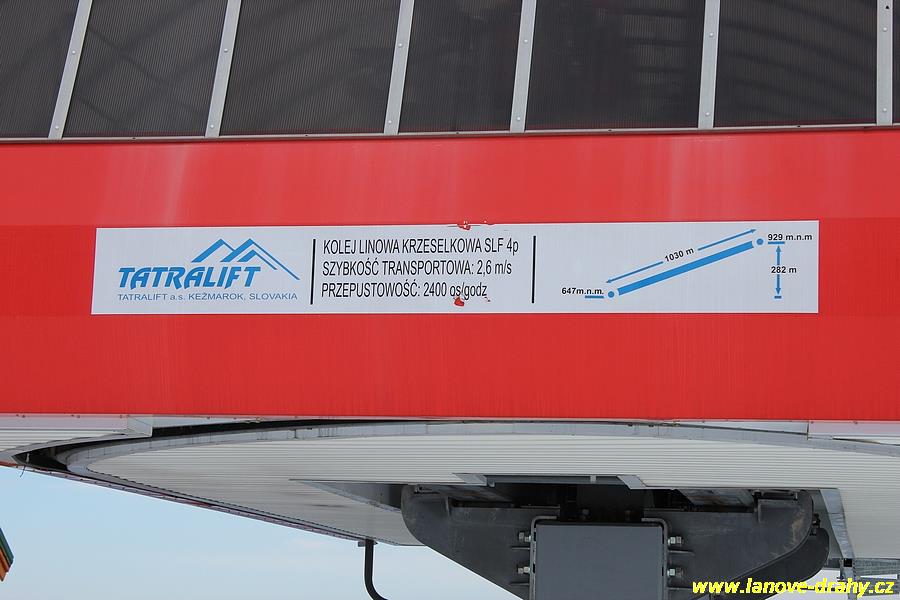 TATRALIFT
TATRALIFT a.s. KEŽMAROK, SLOVAKIA
KOLEJ LINOWA KRZESELKOWA SLF 4p
SZYBKOŚĆ TRANSPORTOWA: 2,6 m/s
PRZEPUSTOWOŚĆ: 2400 os/godz
929 m.n.m
1030 m
282 m
647m.n.m.
www.lanove-drahy.cz